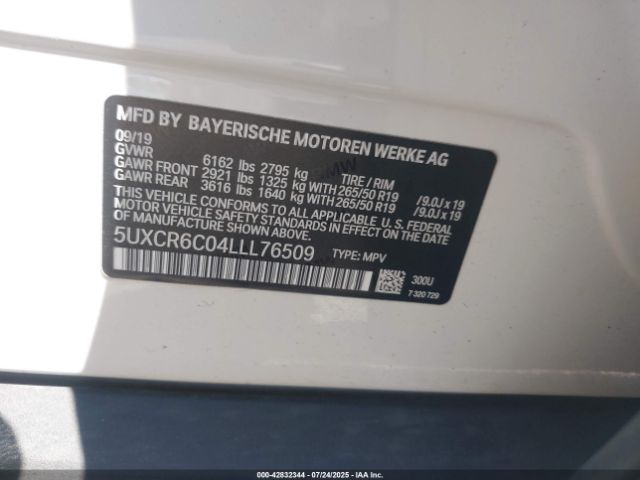 MFD BY BAYERISCHE MOTOREN WERKE AG
09/19
GVWR 6162 lbs 2795 kg TIRE / RIM
GAWR FRONT 2921 lbs 1325 kg WITH 265/50 R19 /9.0J x 19
GAWR REAR 3616 lbs 1640 kg WITH 265/50 R19 /9.0J x 19
THIS VEHICLE CONFORMS TO ALL APPLICABLE U.S. FEDERAL
MOTOR VEHICLE SAFETY STANDARDS IN EFFECT ON THE DATE
OF MANUFACTURE SHOWN ABOVE.
5UXCR6C04LLL76509 TYPE: MPV
300U
7 320 729
000-42832344 | 07/24/2025 | IAA Inc.